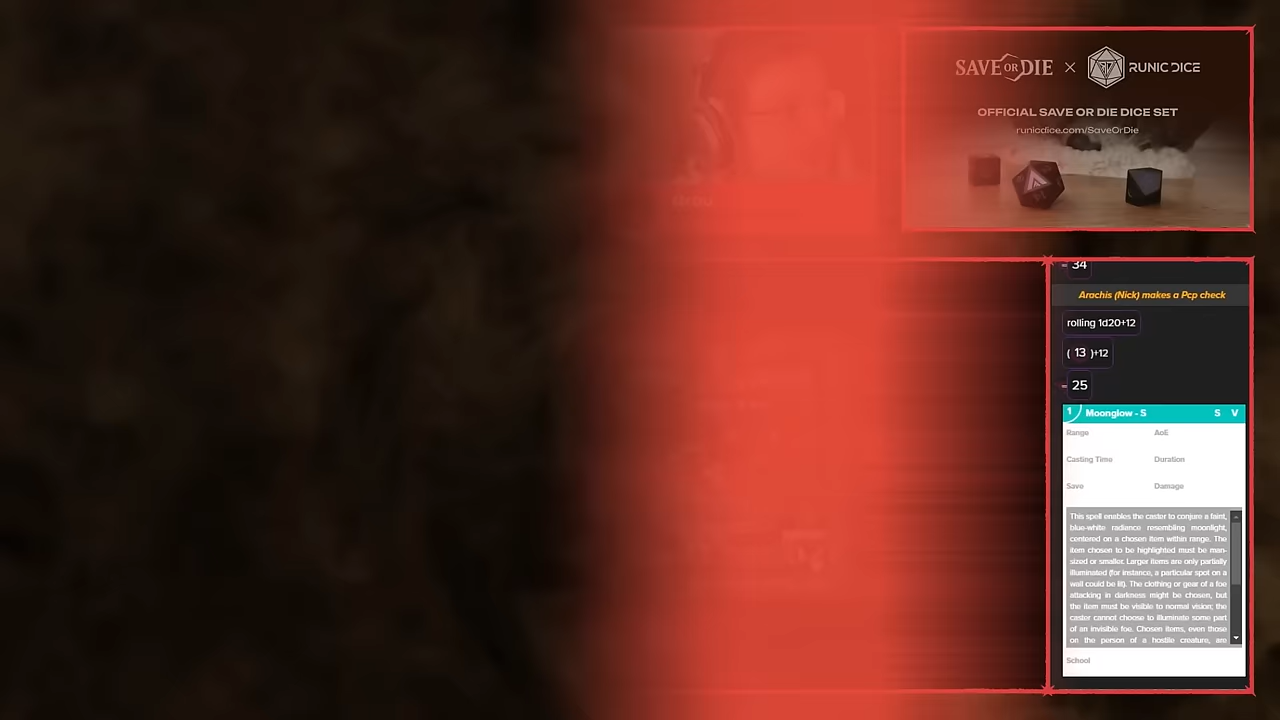 SAVE OR DIE × RUNIC DICE
OFFICIAL SAVE OR DIE DICE SET
runicdice.com/SaveOrDie
34
Arachis (Nick) makes a Pcp check
rolling 1d20+12
( 13 )+12
25
1 Moonglow - S S V
Range AoE
Casting Time Duration
Save Damage
This spell enables the caster to conjure a faint,
blue-white radiance resembling moonlight,
centered on a chosen item within range. The
item chosen to be highlighted must be man-
sized or smaller. Larger items are only partially
illuminated (for instance, a particular spot on a
wall could be lit). The clothing or gear of a foe
attacking in darkness might be chosen, but
the item must be visible to normal vision; the
caster cannot choose to illuminate some part
of an invisible foe. Chosen items, even those
on the person of a hostile creature, are
School